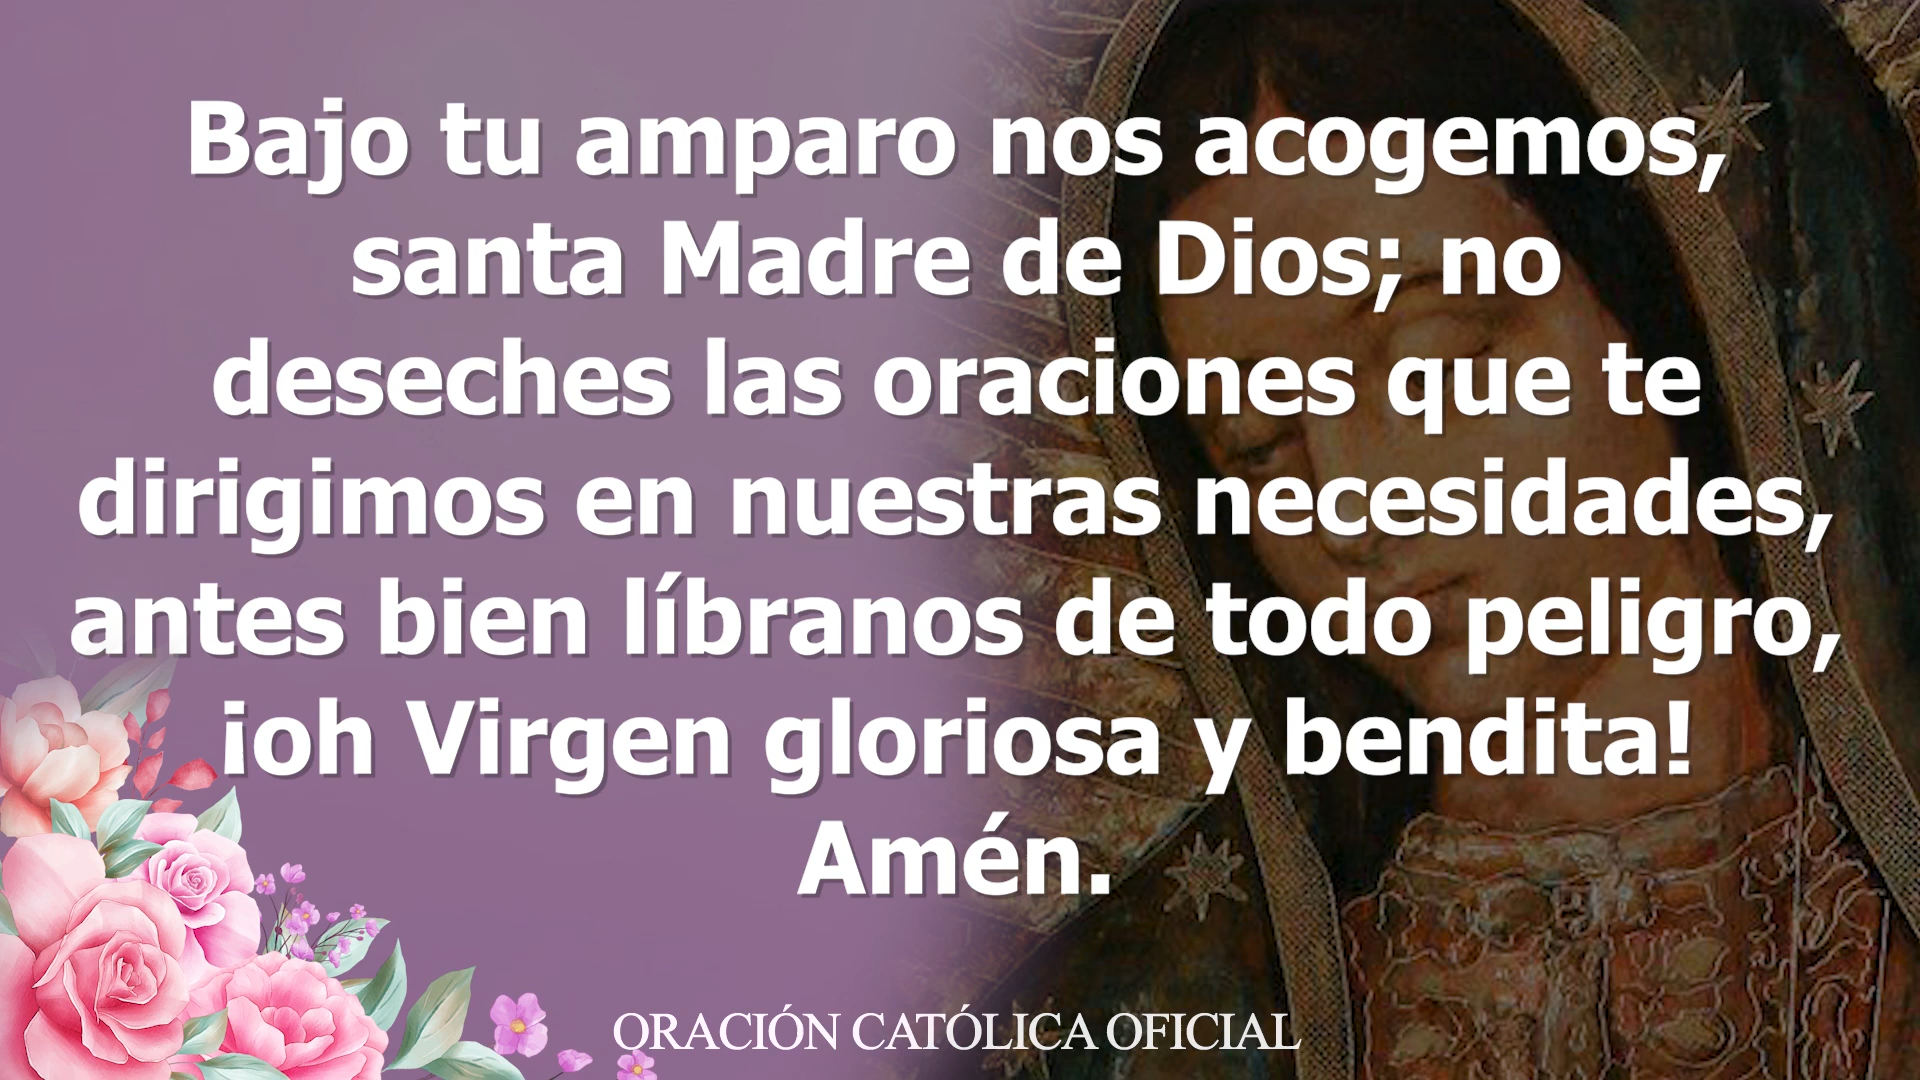 Bajo tu amparo nos acogemos,
santa Madre de Dios; no
deseches las oraciones que te
dirigimos en nuestras necesidades,
antes bien líbranos de todo peligro,
¡oh Virgen gloriosa y bendita!
Amén.
ORACIÓN CATÓLICA OFICIAL